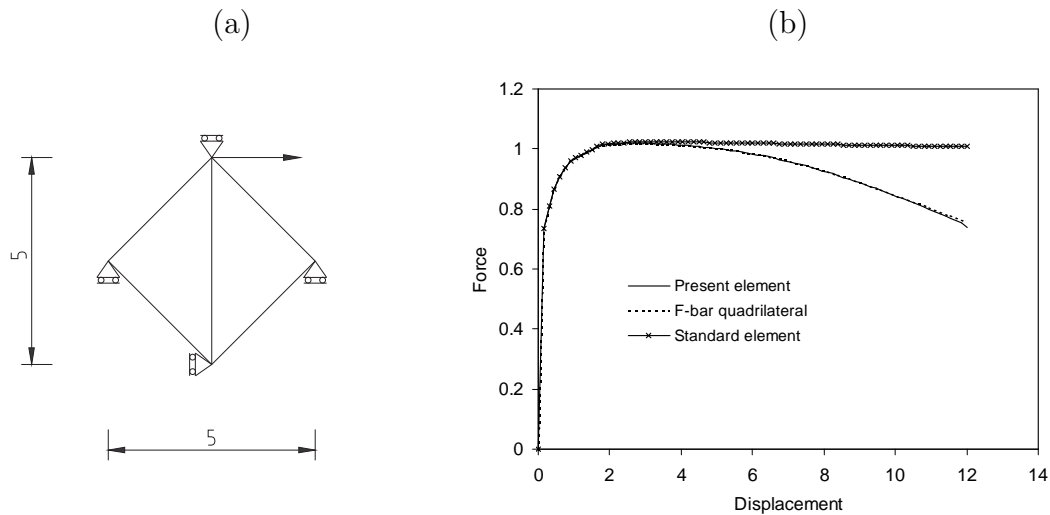 (a)
(b)
5
5
1.2
1
0.8
0.6
0.4
0.2
0
Force
Present element
F-bar quadrilateral
Standard element
0 2 4 6 8 10 12 14
Displacement